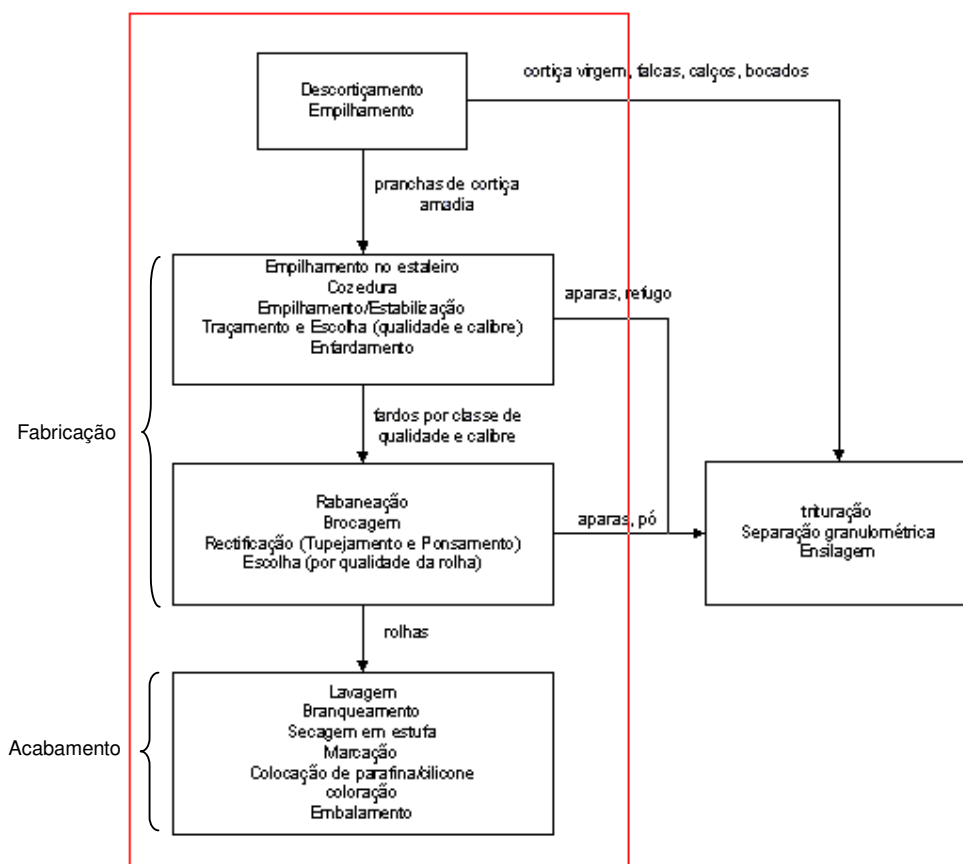 cortiça virgem, falcas, calços, bocados
Descortiçamento
Empilhamento
pranchas de cortiça
amadia
Empilhamento no estaleiro
Cozedura
Empilhamento/Estabilização
Traçamento e Escolha (qualidade e calibre)
Enfardamento
aparas, refugo
Fabricação
fardos por classe de
qualidade e calibre
Rabaneação
Brocagem
Rectificação (Tupejamento e Ponsamento)
Escolha (por qualidade da rolha)
aparas, pó
trituração
Separação granulométrica
Ensilagem
rolhas
Acabamento
Lavagem
Branqueamento
Secagem em estufa
Marcação
Colocação de parafina/cilicone
coloração
Embalamento